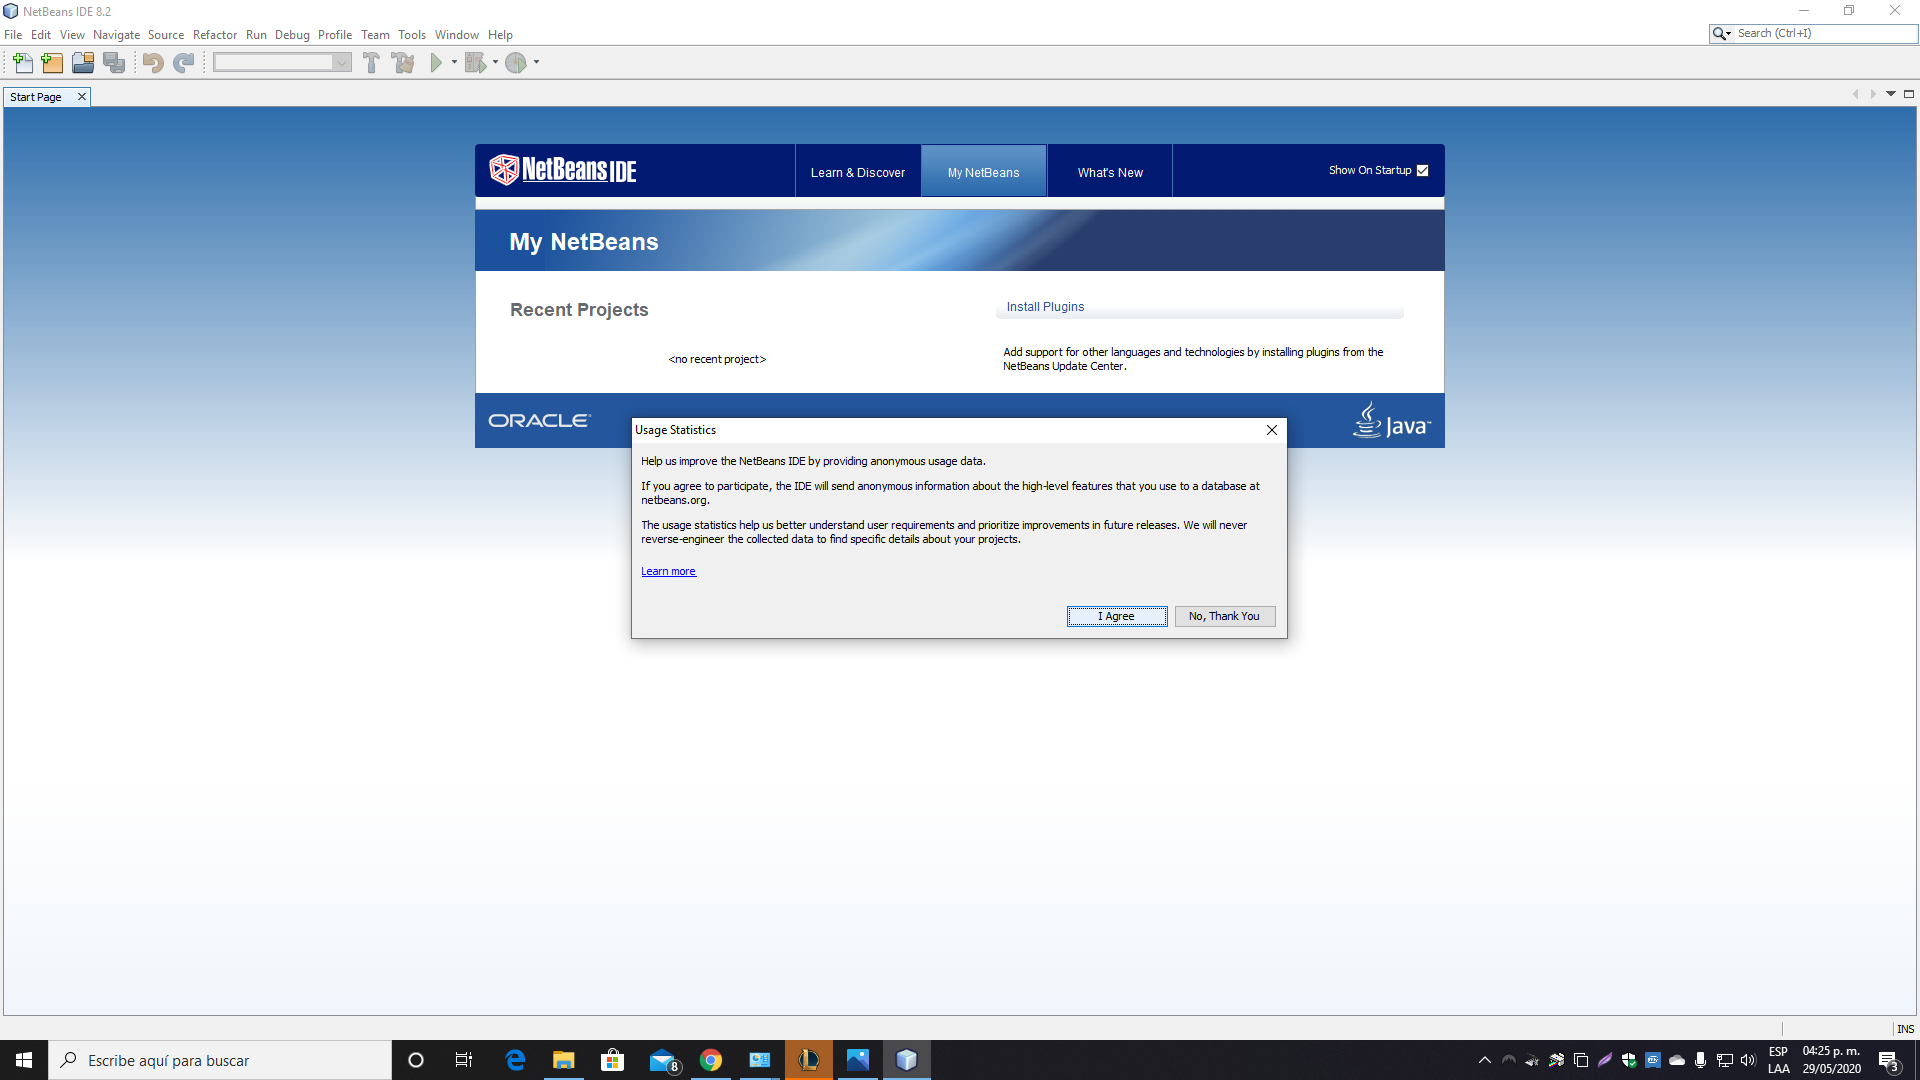 NetBeans IDE 8.2
File Edit View Navigate Source Refactor Run Debug Profile Team Tools Window Help
Search (Ctrl+I)
Start Page
NetBeans IDE
Learn & Discover
My NetBeans
What's New
Show On Startup
My NetBeans
Recent Projects
<no recent project>
Install Plugins
Add support for other languages and technologies by installing plugins from the
NetBeans Update Center.
ORACLE
Java™
Usage Statistics
Help us improve the NetBeans IDE by providing anonymous usage data.
If you agree to participate, the IDE will send anonymous information about the high-level features that you use to a database at
netbeans.org.
The usage statistics help us better understand user requirements and prioritize improvements in future releases. We will never
reverse-engineer the collected data to find specific details about your projects.
Learn more
I Agree
No, Thank You
INS
Escribe aquí para buscar
8
ESP
LAA
04:25 p. m.
29/05/2020
3